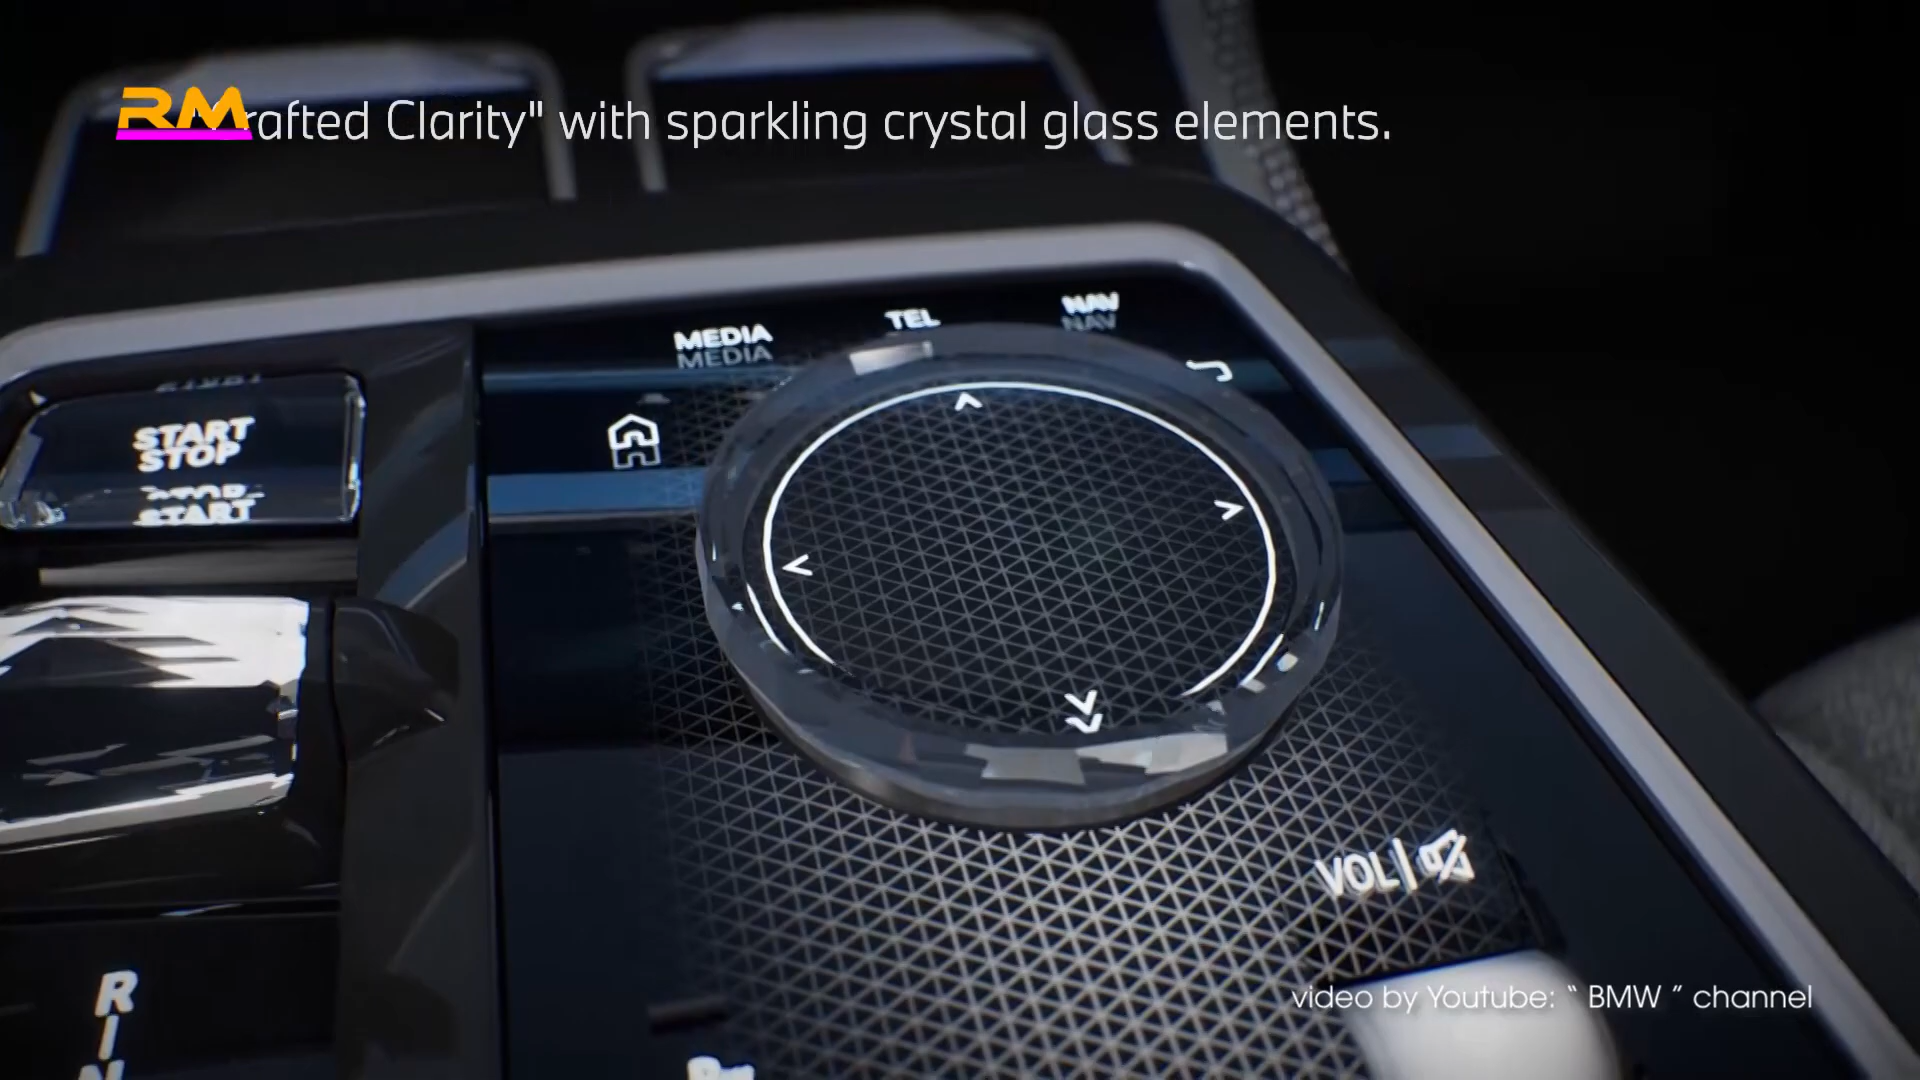 RM
rafted Clarity" with sparkling crystal glass elements.
MEDIA
TEL
NAV
START
STOP
VOL
R
I
N
video by Youtube: “ BMW ” channel